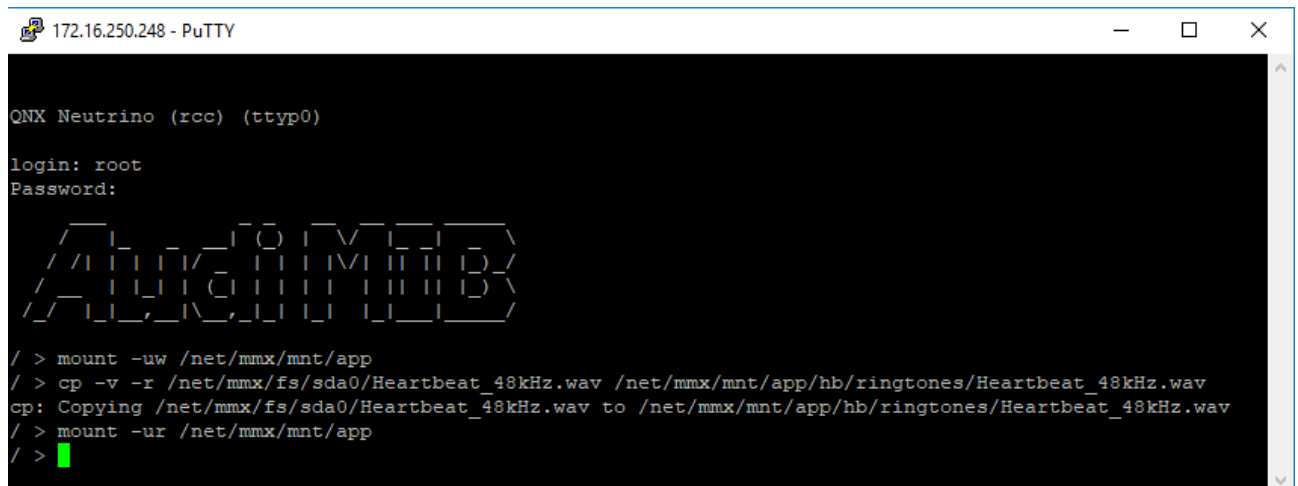 172.16.250.248 - PuTTY
QNX Neutrino (rcc) (ttyp0)
login: root
Password:
Audi MIB
/ > mount -uw /net/mmx/mnt/app
/ > cp -v -r /net/mmx/fs/sda0/Heartbeat_48kHz.wav /net/mmx/mnt/app/hb/ringtones/Heartbeat_48kHz.wav
cp: Copying /net/mmx/fs/sda0/Heartbeat_48kHz.wav to /net/mmx/mnt/app/hb/ringtones/Heartbeat_48kHz.wav
/ > mount -ur /net/mmx/mnt/app
/ >